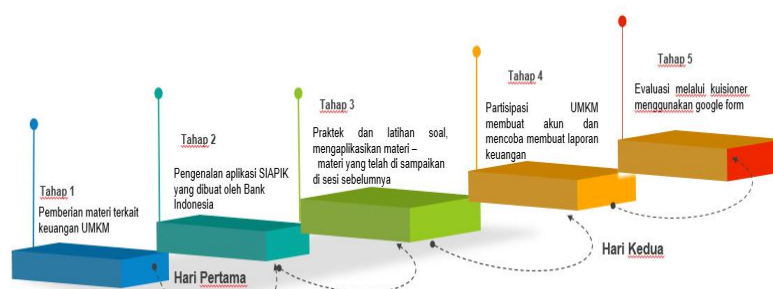 Tahap 1
Pemberian materi terkait
keuangan UMKM
Tahap 2
Pengenalan aplikasi SIAPIK
yang dibuat oleh Bank
Indonesia
Tahap 3
Praktek dan latihan soal,
mengaplikasikan materi –
materi yang telah di sampaikan
di sesi sebelumnya
Tahap 4
Partisipasi UMKM
membuat akun dan
mencoba membuat laporan
keuangan
Tahap 5
Evaluasi melalui kuisioner
menggunakan google form
Hari Pertama
Hari Kedua